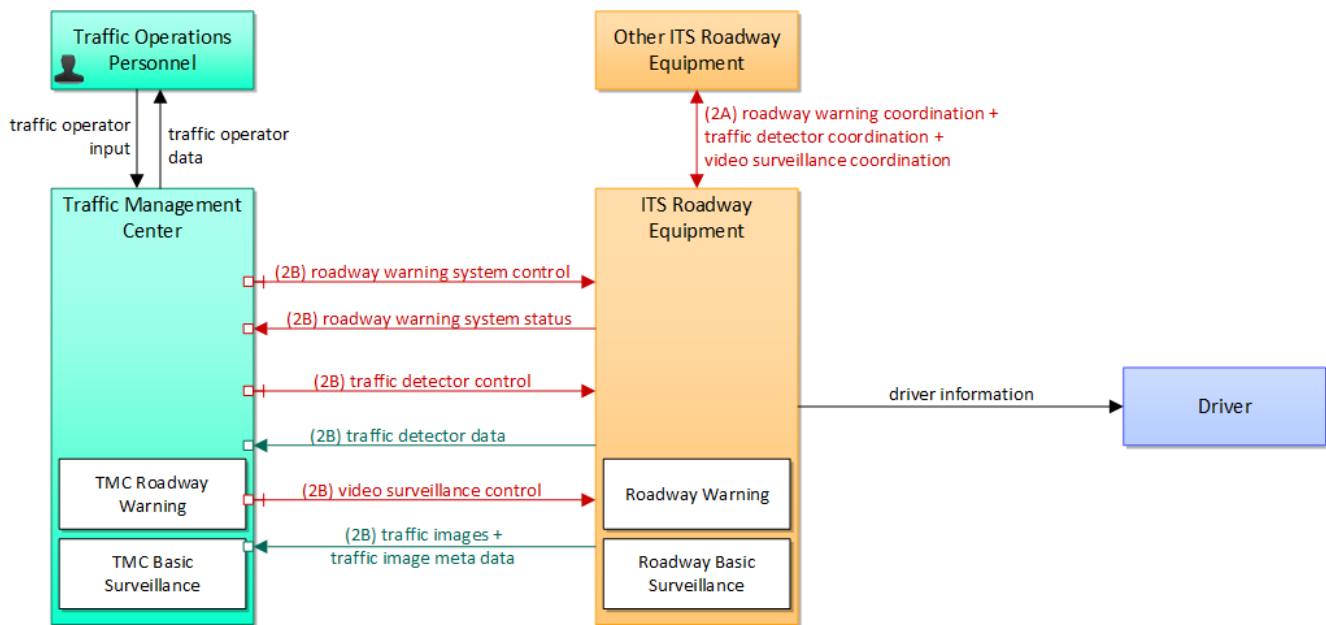 Traffic Operations
Personnel
Other ITS Roadway
Equipment
traffic operator
input
traffic operator
data
(2A) roadway warning coordination +
traffic detector coordination +
video surveillance coordination
Traffic Management
Center
ITS Roadway
Equipment
(2B) roadway warning system control
(2B) roadway warning system status
(2B) traffic detector control
driver information
Driver
(2B) traffic detector data
TMC Roadway
Warning
(2B) video surveillance control
Roadway Warning
(2B) traffic images +
traffic image meta data
TMC Basic
Surveillance
Roadway Basic
Surveillance